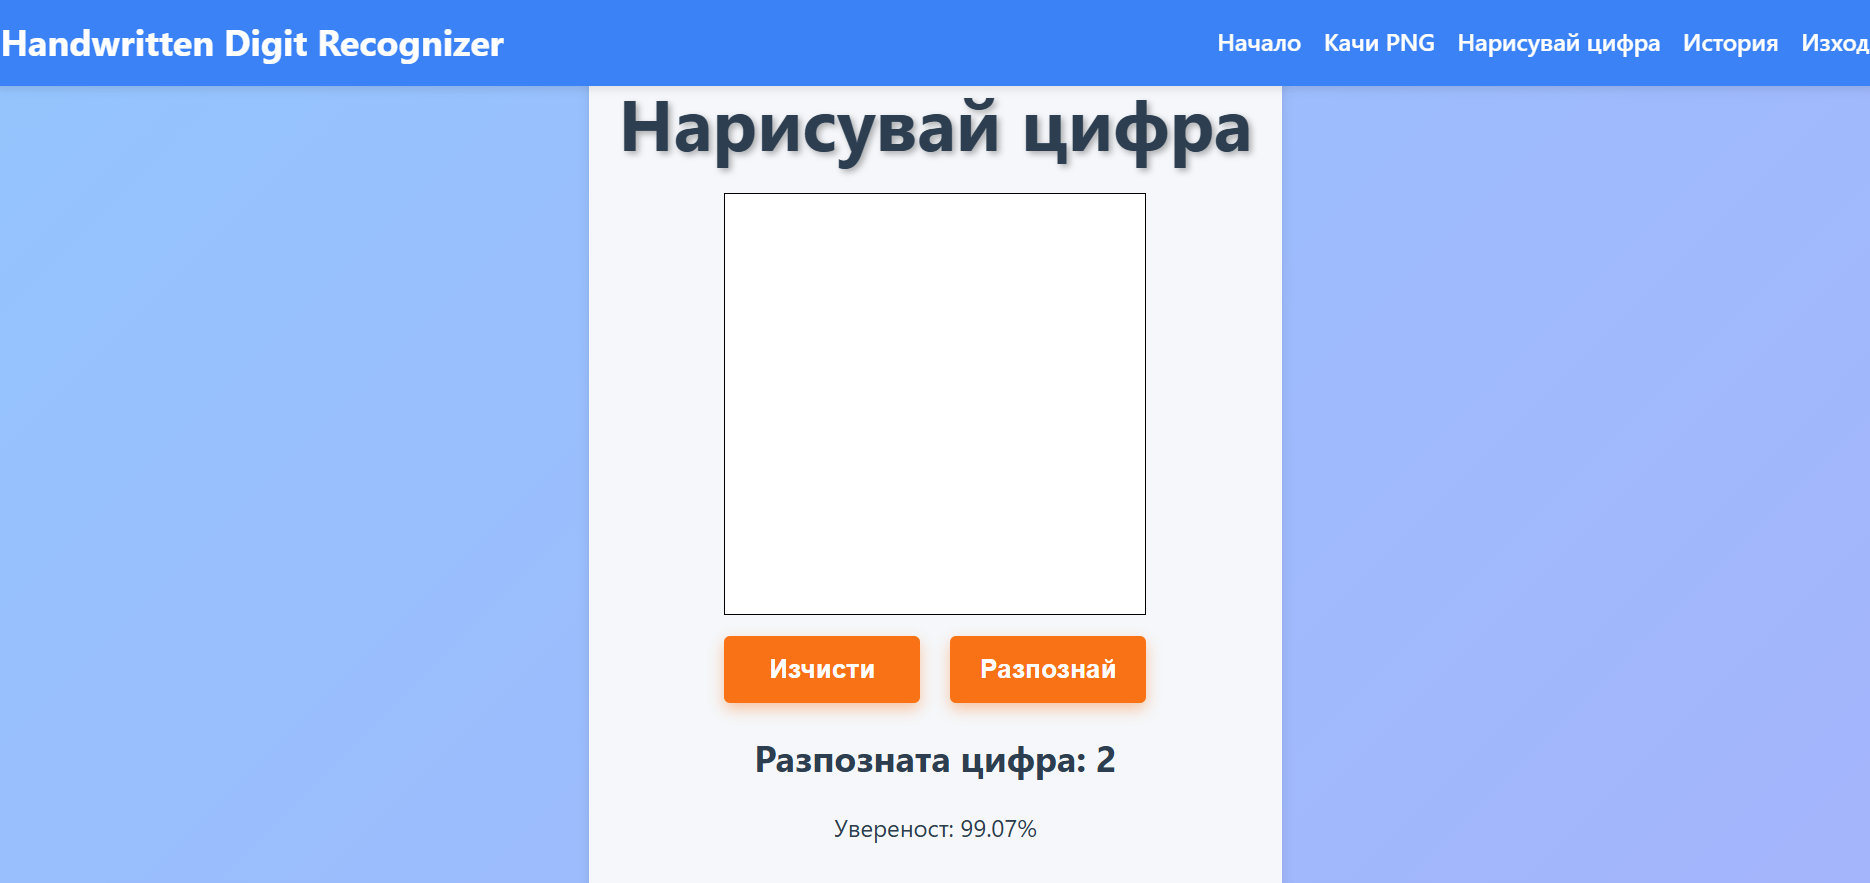 Handwritten Digit Recognizer
Начало Качи PNG Нарисувай цифра История Изход
Нарисувай цифра
Изчисти Разпознай
Разпозната цифра: 2
Увереност: 99.07%